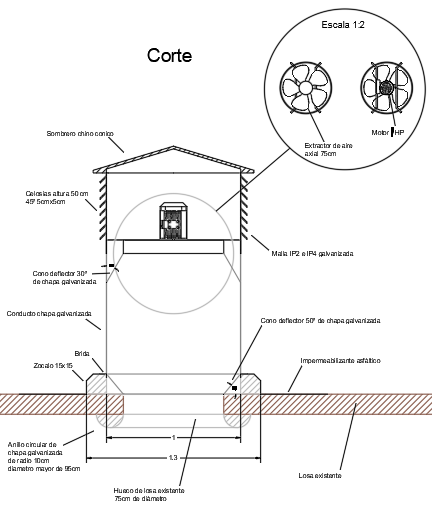 Escala 1:2
Corte
Motor HP
Extractor de aire
axial 75cm
Sombrero chino conico
Celosias altura 50 cm
45º 5cmx5cm
Malla IP2 e IP4 galvanizada
Cono deflector 30º
de chapa galvanizada
Conducto chapa galvanizada
Cono deflector 50º de chapa galvanizada
Brida
Zocalo 15x15
Impermeabilizante asfático
Anillo circular de
chapa galvanizada
de radio 10cm
diametro mayor de 95cm
1
1.3
Hueco de losa existente
75cm de diámetro
Losa existente